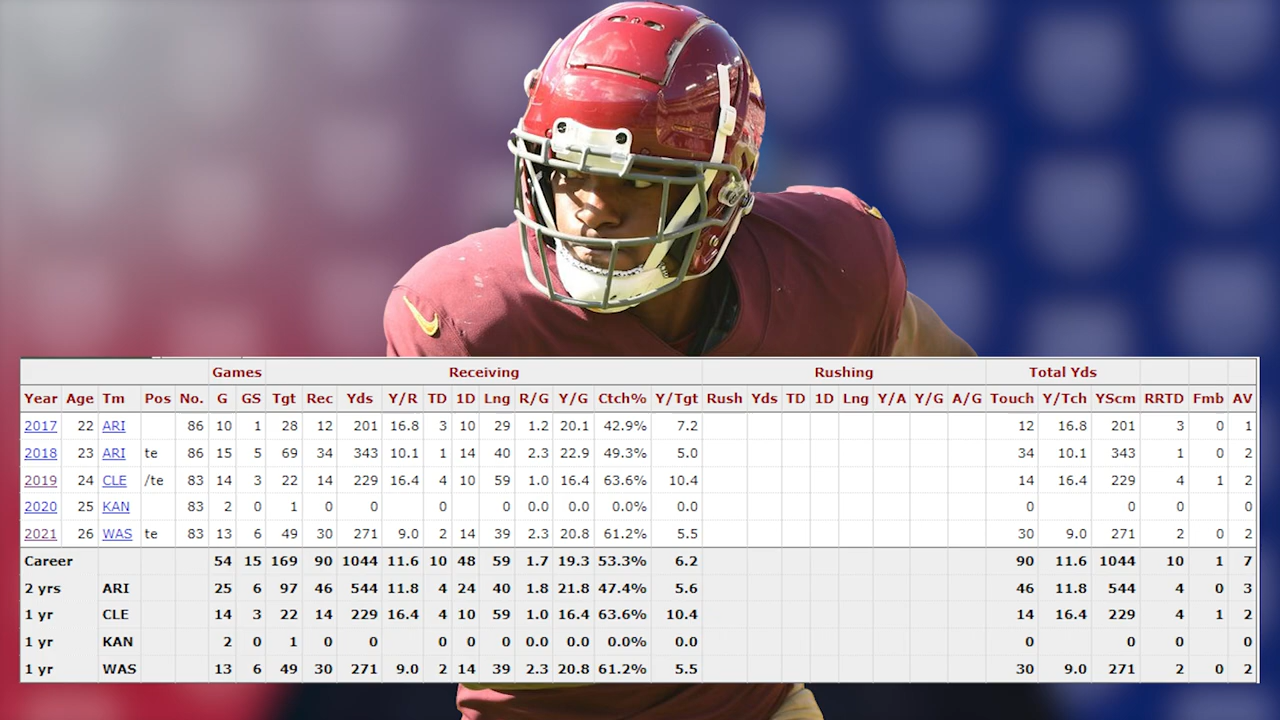 Games Receiving Rushing Total Yds
Year Age Tm Pos No. G GS Tgt Rec Yds Y/R TD 1D Lng R/G Y/G Ctch% Y/Tgt Rush Yds TD 1D Lng Y/A Y/G A/G Touch Y/Tch YScm RRTD Fmb AV
2017 22 ARI 86 10 1 28 12 201 16.8 3 10 29 1.2 20.1 42.9% 7.2 12 16.8 201 3 0 1
2018 23 ARI te 86 15 5 69 34 343 10.1 1 14 40 2.3 22.9 49.3% 5.0 34 10.1 343 1 0 2
2019 24 CLE /te 83 14 3 22 14 229 16.4 4 10 59 1.0 16.4 63.6% 10.4 14 16.4 229 4 1 2
2020 25 KAN 83 2 0 1 0 0 0 0 0 0.0 0.0 0.0% 0.0 0 0 0 0 0
2021 26 WAS te 83 13 6 49 30 271 9.0 2 14 39 2.3 20.8 61.2% 5.5 30 9.0 271 2 0 2
Career 54 15 169 90 1044 11.6 10 48 59 1.7 19.3 53.3% 6.2 90 11.6 1044 10 1 7
2 yrs ARI 25 6 97 46 544 11.8 4 24 40 1.8 21.8 47.4% 5.6 46 11.8 544 4 0 3
1 yr CLE 14 3 22 14 229 16.4 4 10 59 1.0 16.4 63.6% 10.4 14 16.4 229 4 1 2
1 yr KAN 2 0 1 0 0 0 0 0 0.0 0.0 0.0% 0.0 0 0 0 0 0
1 yr WAS 13 6 49 30 271 9.0 2 14 39 2.3 20.8 61.2% 5.5 30 9.0 271 2 0 2